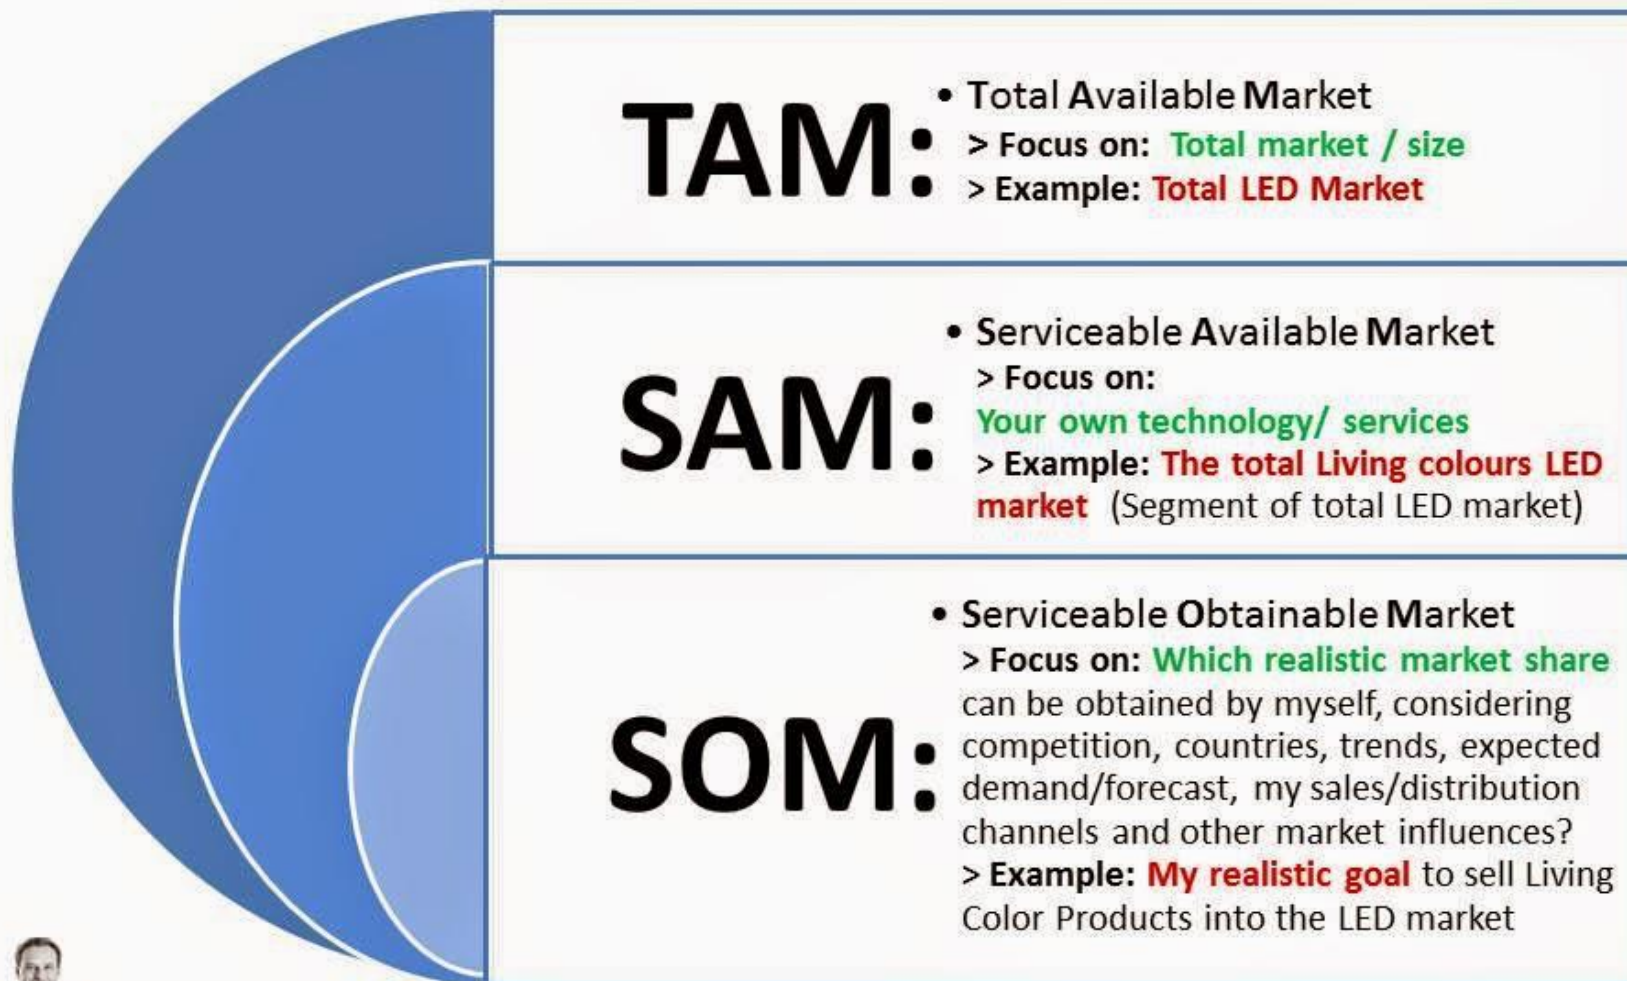 TAM:
• Total Available Market
> Focus on: Total market / size
> Example: Total LED Market
SAM:
• Serviceable Available Market
> Focus on:
Your own technology/ services
> Example: The total Living colours LED
market (Segment of total LED market)
SOM:
• Serviceable Obtainable Market
> Focus on: Which realistic market share
can be obtained by myself, considering
competition, countries, trends, expected
demand/forecast, my sales/distribution
channels and other market influences?
> Example: My realistic goal to sell Living
Color Products into the LED market